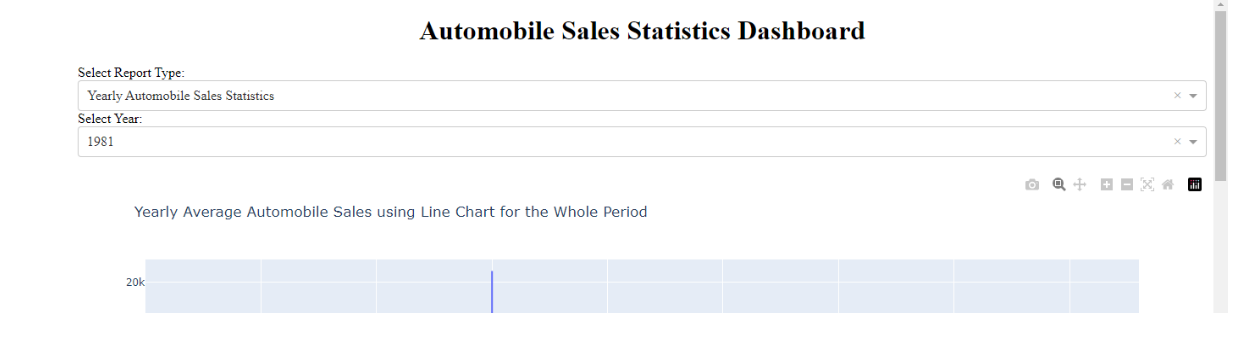 Automobile Sales Statistics Dashboard
Select Report Type:
Yearly Automobile Sales Statistics
Select Year:
1981
Yearly Average Automobile Sales using Line Chart for the Whole Period
20k